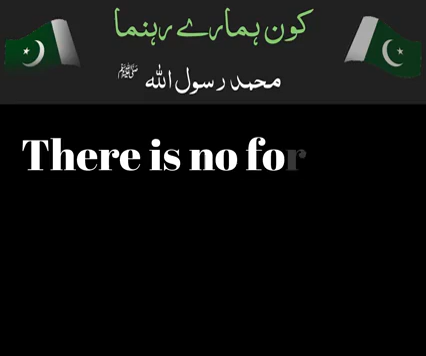 کون ہمارے رہنما
محمد رسول اللہ ﷺ
There is no for